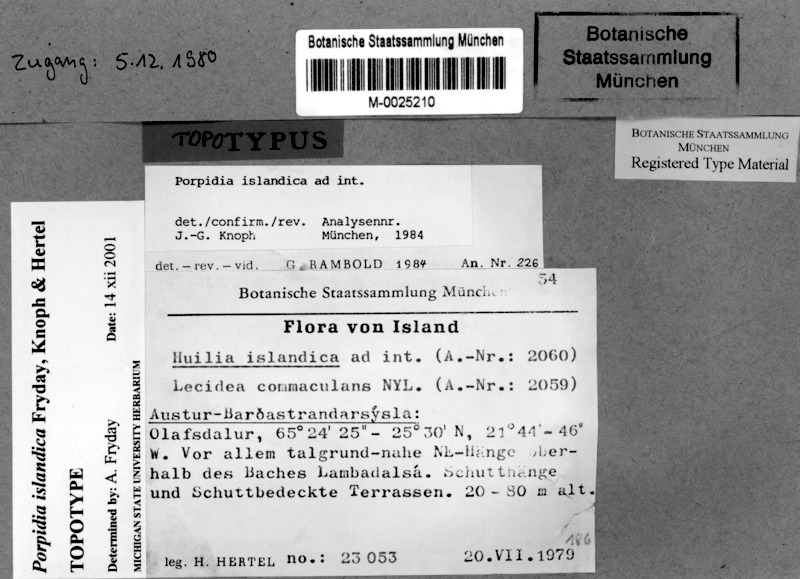 Zugang: 5.12.1980
Botanische Staatssammlung München
M-0025210
Botanische
Staatssammlung
München
TOPOTYPUS
BOTANISCHE STAATSSAMMLUNG
MÜNCHEN
Registered Type Material
Porpidia islandica ad int.
det./confirm./rev. Analysennr.
J.-G. Knoph München, 1984
det. – rev. – vid. G. RAMBOLD 1984 An. Nr. 226
54
Botanische Staatssammlung München
Flora von Island
Huilia islandica ad int. (A.-Nr.: 2060)
Lecidea commaculans NYL. (A.-Nr.: 2059)
Austur-Barðastrandarsýsla:
Olafsdalur, 65°24'25"- 25°30' N, 21°44'- 46"
W. Vor allem talgrund-nahe NE-Hänge ober-
halb des Baches Lambadalsá. Schutthänge
und Schuttbedeckte Terrassen. 20 - 80 m alt.
186
leg. H. HERTEL no.: 23 053 20.VII.1979
Porpidia islandica Fryday, Knoph & Hertel
TOPOTYPE
Determined by: A. Fryday Date: 14 xii 2001
MICHIGAN STATE UNIVERSITY HERBARIUM